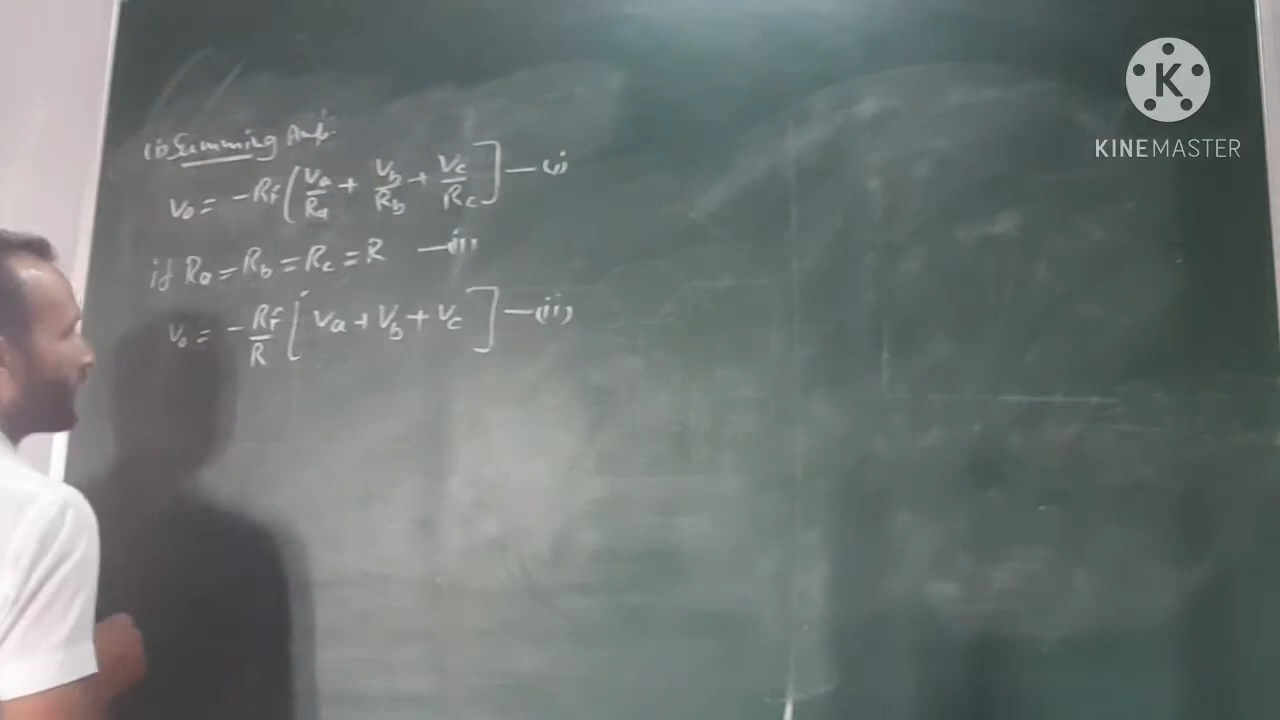 (i) Summing Amp.
V₀ = -Rf [Va/Ra + Vb/Rb + Vc/Rc] —(i)
if Ra = Rb = Rc = R —(ii)
V₀ = -Rf/R [Va + Vb + Vc] —(ii)
K
KINEMASTER